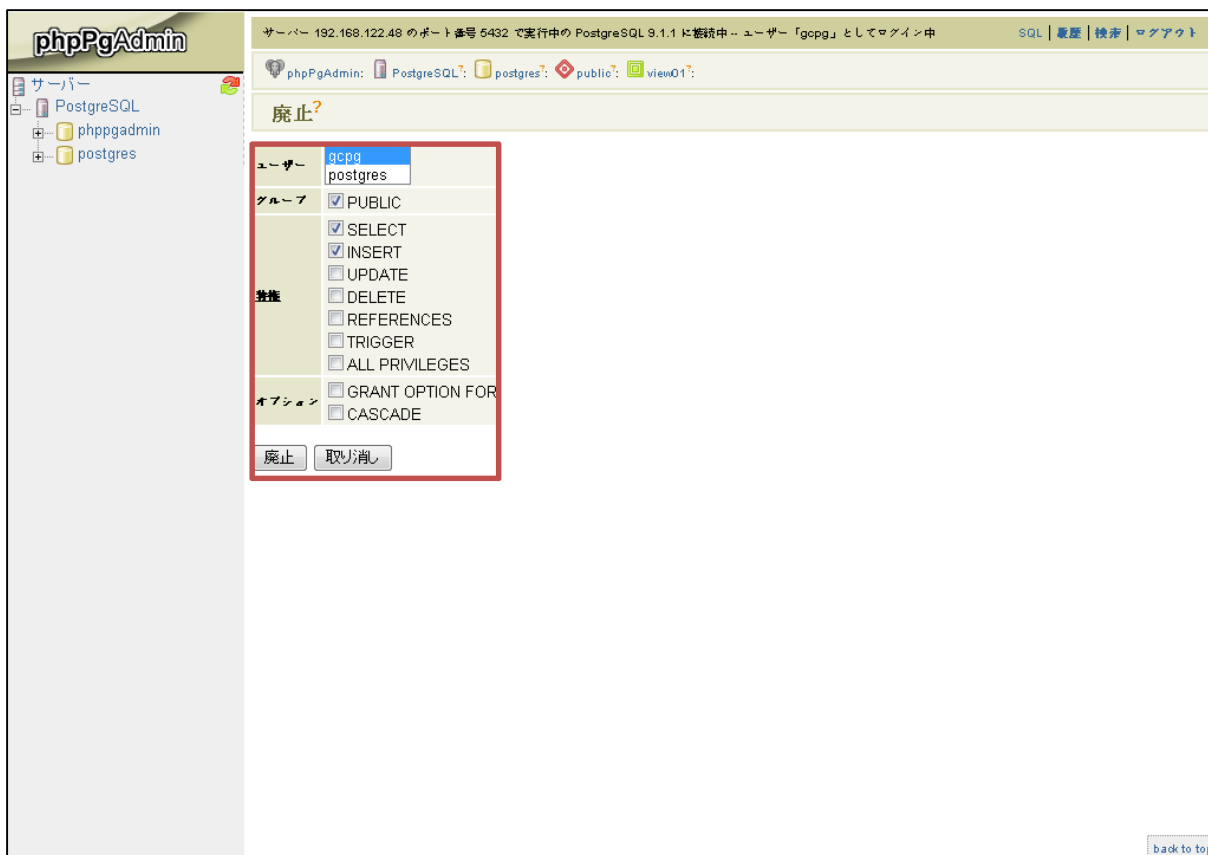 phpPgAdmin
サーバー 192.168.122.48 のポート番号 5432 で実行中の PostgreSQL 9.1.1 に接続中 -- ユーザー「gcpg」としてログイン中
SQL | 履歴 | 検索 | ログアウト
phpPgAdmin: PostgreSQL?: postgres?: public?: view01?:
サーバー
PostgreSQL
phppgadmin
postgres
廃止?
ユーザー
gcpg
postgres
グループ
PUBLIC
特権
SELECT
INSERT
UPDATE
DELETE
REFERENCES
TRIGGER
ALL PRIVILEGES
オプション
GRANT OPTION FOR
CASCADE
廃止 取り消し
back to top